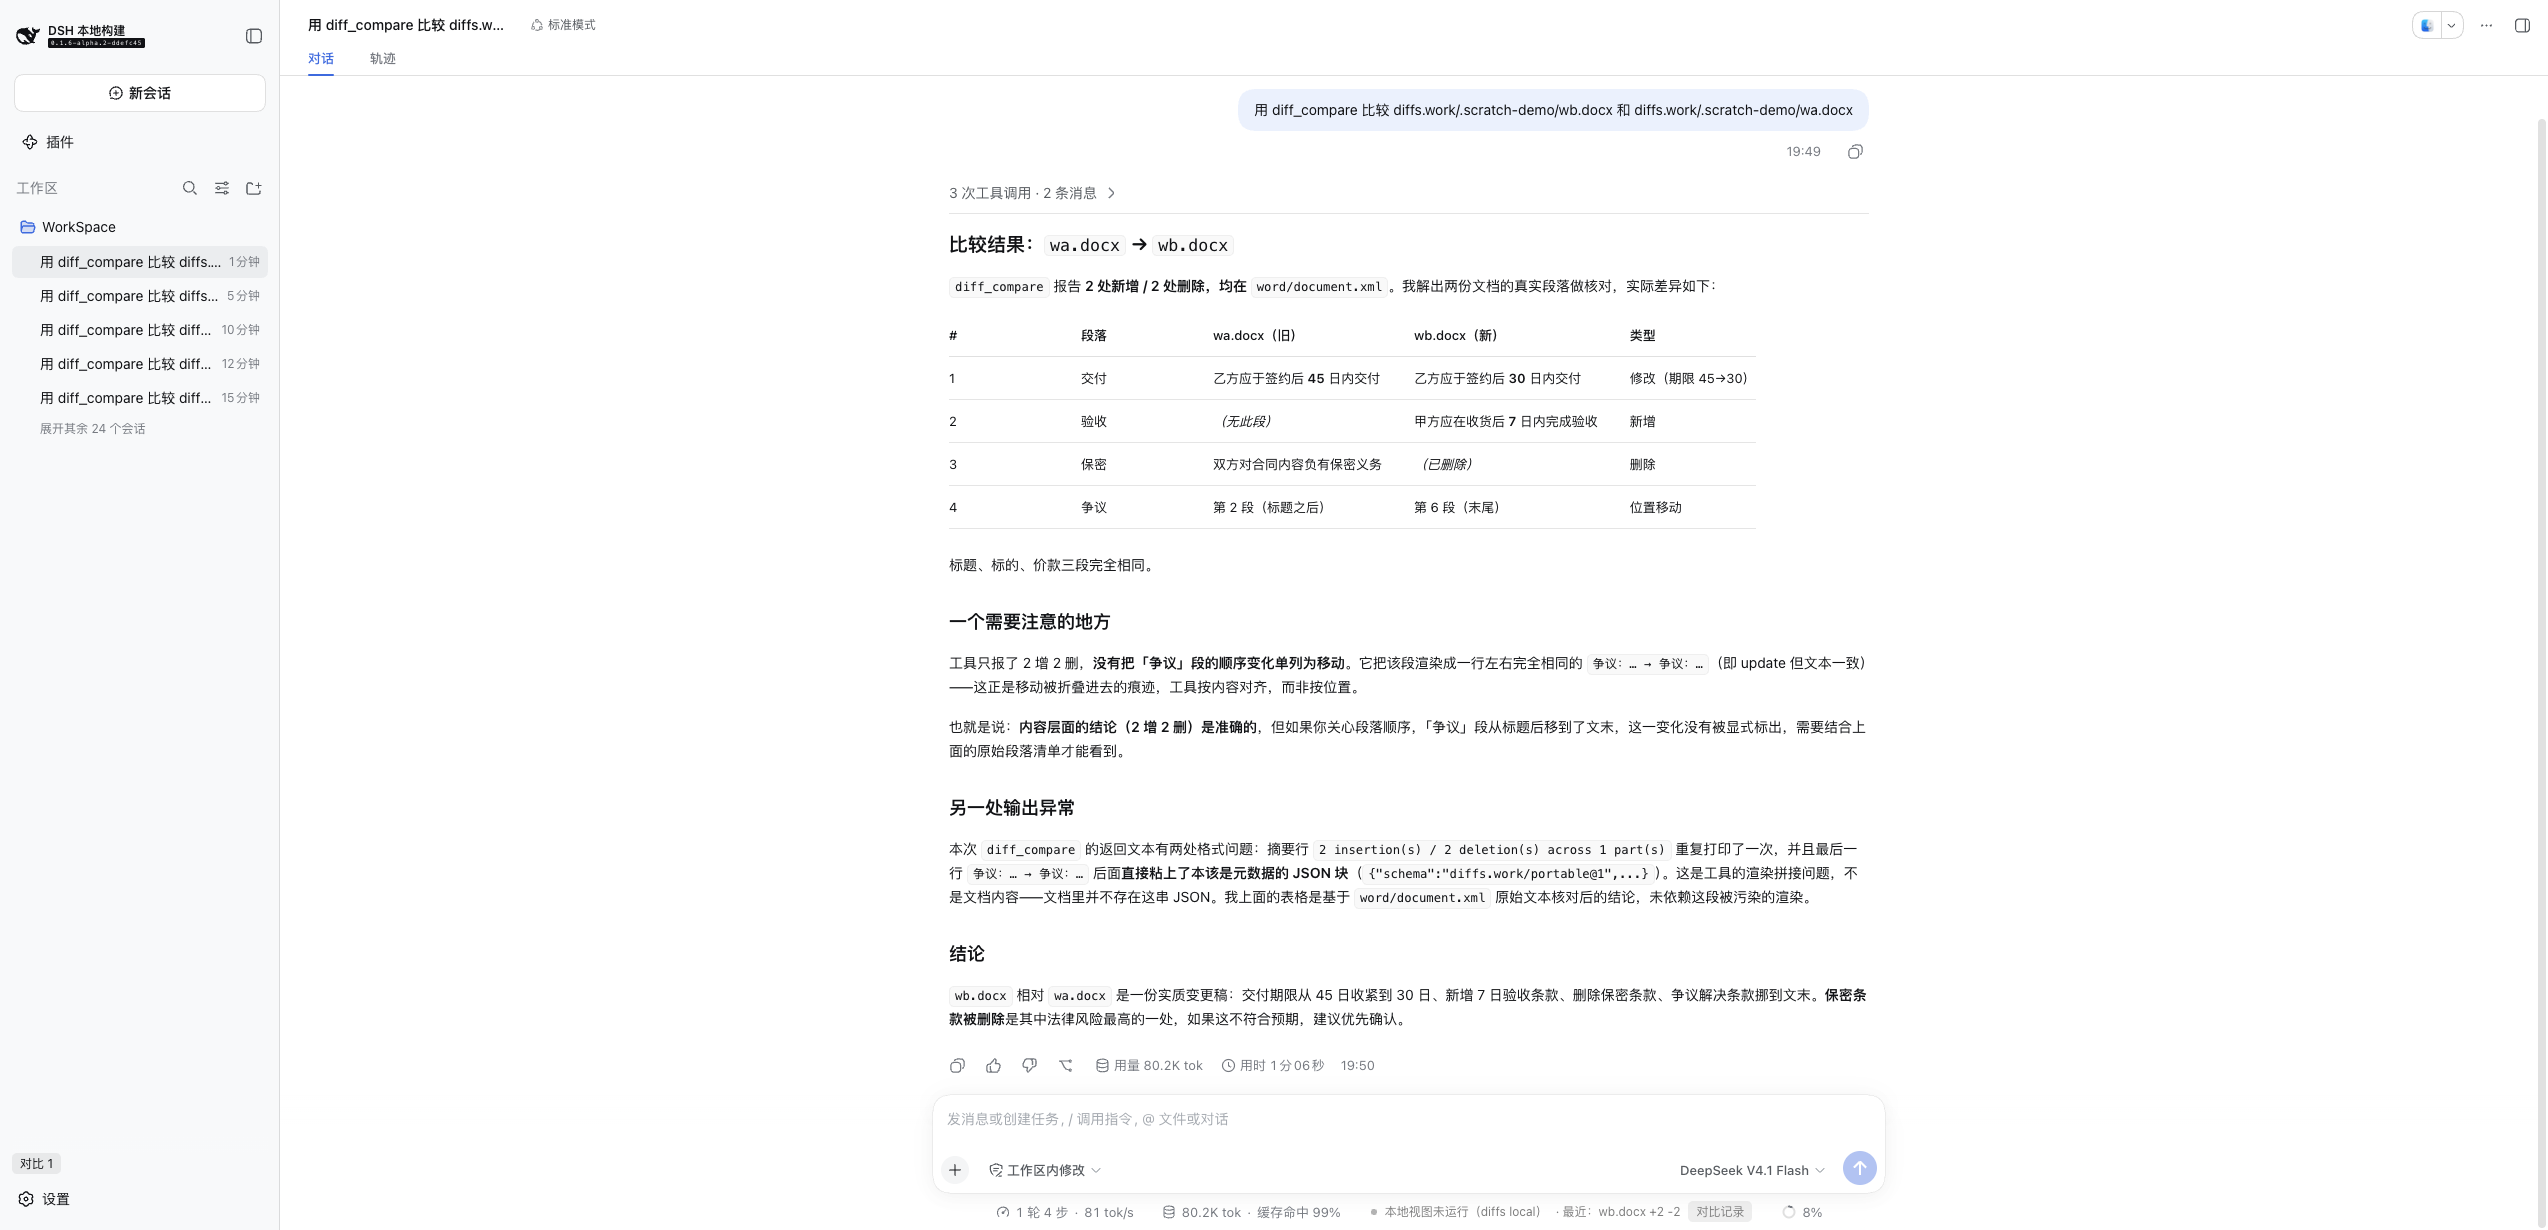 DSH 本地构建
0.1.6-alpha.2-ddefc45
新会话
插件
工作区
WorkSpace
用 diff_compare 比较 diffs.... 1分钟
用 diff_compare 比较 diffs... 5分钟
用 diff_compare 比较 diff... 10分钟
用 diff_compare 比较 diff... 12分钟
用 diff_compare 比较 diff... 15分钟
展开其余 24 个会话
对比 1
设置
用 diff_compare 比较 diffs.w... 标准模式
对话 轨迹
用 diff_compare 比较 diffs.work/.scratch-demo/wb.docx 和 diffs.work/.scratch-demo/wa.docx
19:49
3 次工具调用 · 2 条消息
比较结果：wa.docx → wb.docx
diff_compare 报告 2 处新增 / 2 处删除，均在 word/document.xml。我解出两份文档的真实段落做核对，实际差异如下：
# 段落 wa.docx（旧） wb.docx（新） 类型
1 交付 乙方应于签约后 45 日内交付 乙方应于签约后 30 日内交付 修改（期限 45→30）
2 验收 （无此段） 甲方应在收货后 7 日内完成验收 新增
3 保密 双方对合同内容负有保密义务 （已删除） 删除
4 争议 第 2 段（标题之后） 第 6 段（末尾） 位置移动
标题、标的、价款三段完全相同。
一个需要注意的地方
工具只报了 2 增 2 删，没有把「争议」段的顺序变化单列为移动。它把该段渲染成一行左右完全相同的 争议：… → 争议：…（即 update 但文本一致）
——这正是移动被折叠进去的痕迹，工具按内容对齐，而非按位置。
也就是说：内容层面的结论（2 增 2 删）是准确的，但如果你关心段落顺序，「争议」段从标题后移到了文末，这一变化没有被显式标出，需要结合上
面的原始段落清单才能看到。
另一处输出异常
本次 diff_compare 的返回文本有两处格式问题：摘要行 2 insertion(s) / 2 deletion(s) across 1 part(s) 重复打印了一次，并且最后一
行 争议：… → 争议：… 后面直接粘上了本该是元数据的 JSON 块（{"schema":"diffs.work/portable@1",...}）。这是工具的渲染拼接问题，不
是文档内容——文档里并不存在这串 JSON。我上面的表格是基于 word/document.xml 原始文本核对后的结论，未依赖这段被污染的渲染。
结论
wb.docx 相对 wa.docx 是一份实质变更稿：交付期限从 45 日收紧到 30 日、新增 7 日验收条款、删除保密条款、争议解决条款挪到文末。保密条
款被删除是其中法律风险最高的一处，如果这不符合预期，建议优先确认。
用量 80.2K tok 用时 1分06秒 19:50
发消息或创建任务, / 调用指令, @ 文件或对话
工作区内修改 DeepSeek V4.1 Flash
1 轮 4 步 · 81 tok/s 80.2K tok · 缓存命中 99% 本地视图未运行（diffs local） · 最近：wb.docx +2 -2 对比记录 8%